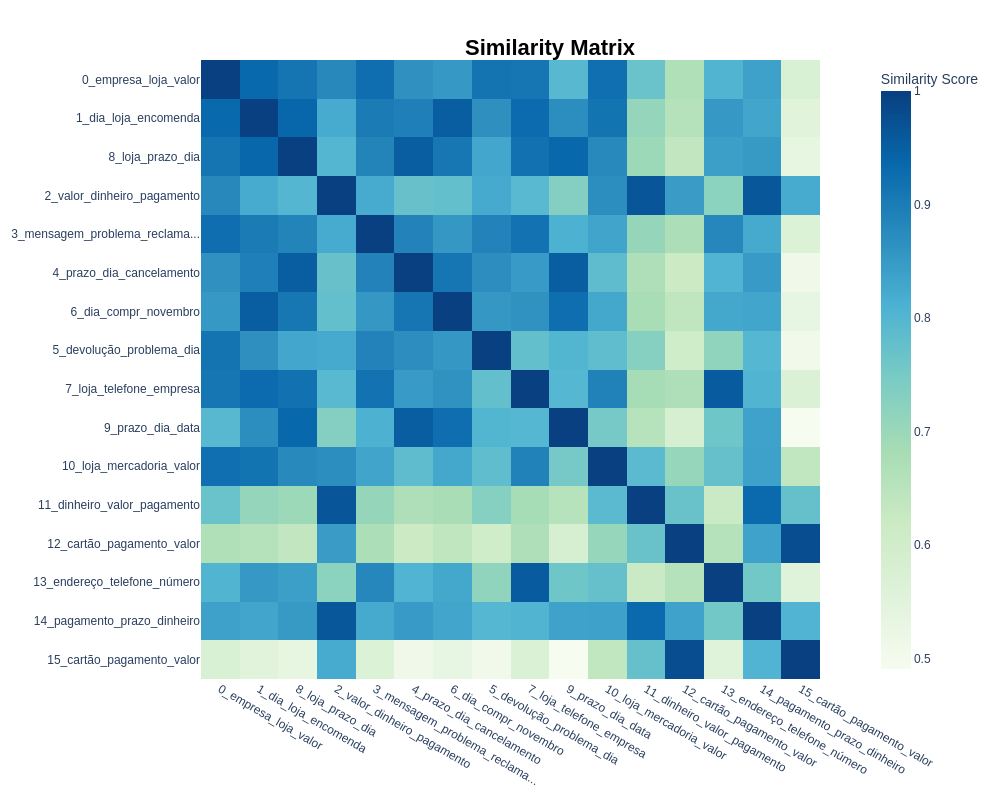 Similarity Matrix
Similarity Score
0_empresa_loja_valor
1_dia_loja_encomenda
8_loja_prazo_dia
2_valor_dinheiro_pagamento
3_mensagem_problema_reclama...
4_prazo_dia_cancelamento
6_dia_compr_novembro
5_devolução_problema_dia
7_loja_telefone_empresa
9_prazo_dia_data
10_loja_mercadoria_valor
11_dinheiro_valor_pagamento
12_cartão_pagamento_valor
13_endereço_telefone_número
14_pagamento_prazo_dinheiro
15_cartão_pagamento_valor
1
0.9
0.8
0.7
0.6
0.5
0_empresa_loja_valor
1_dia_loja_encomenda
8_loja_prazo_dia
2_valor_dinheiro_pagamento
3_mensagem_problema_reclama...
4_prazo_dia_cancelamento
6_dia_compr_novembro
5_devolução_problema_dia
7_loja_telefone_empresa
9_prazo_dia_data
10_loja_mercadoria_valor
11_dinheiro_valor_pagamento
12_cartão_pagamento_valor
13_endereço_telefone_número
14_pagamento_prazo_dinheiro
15_cartão_pagamento_valor